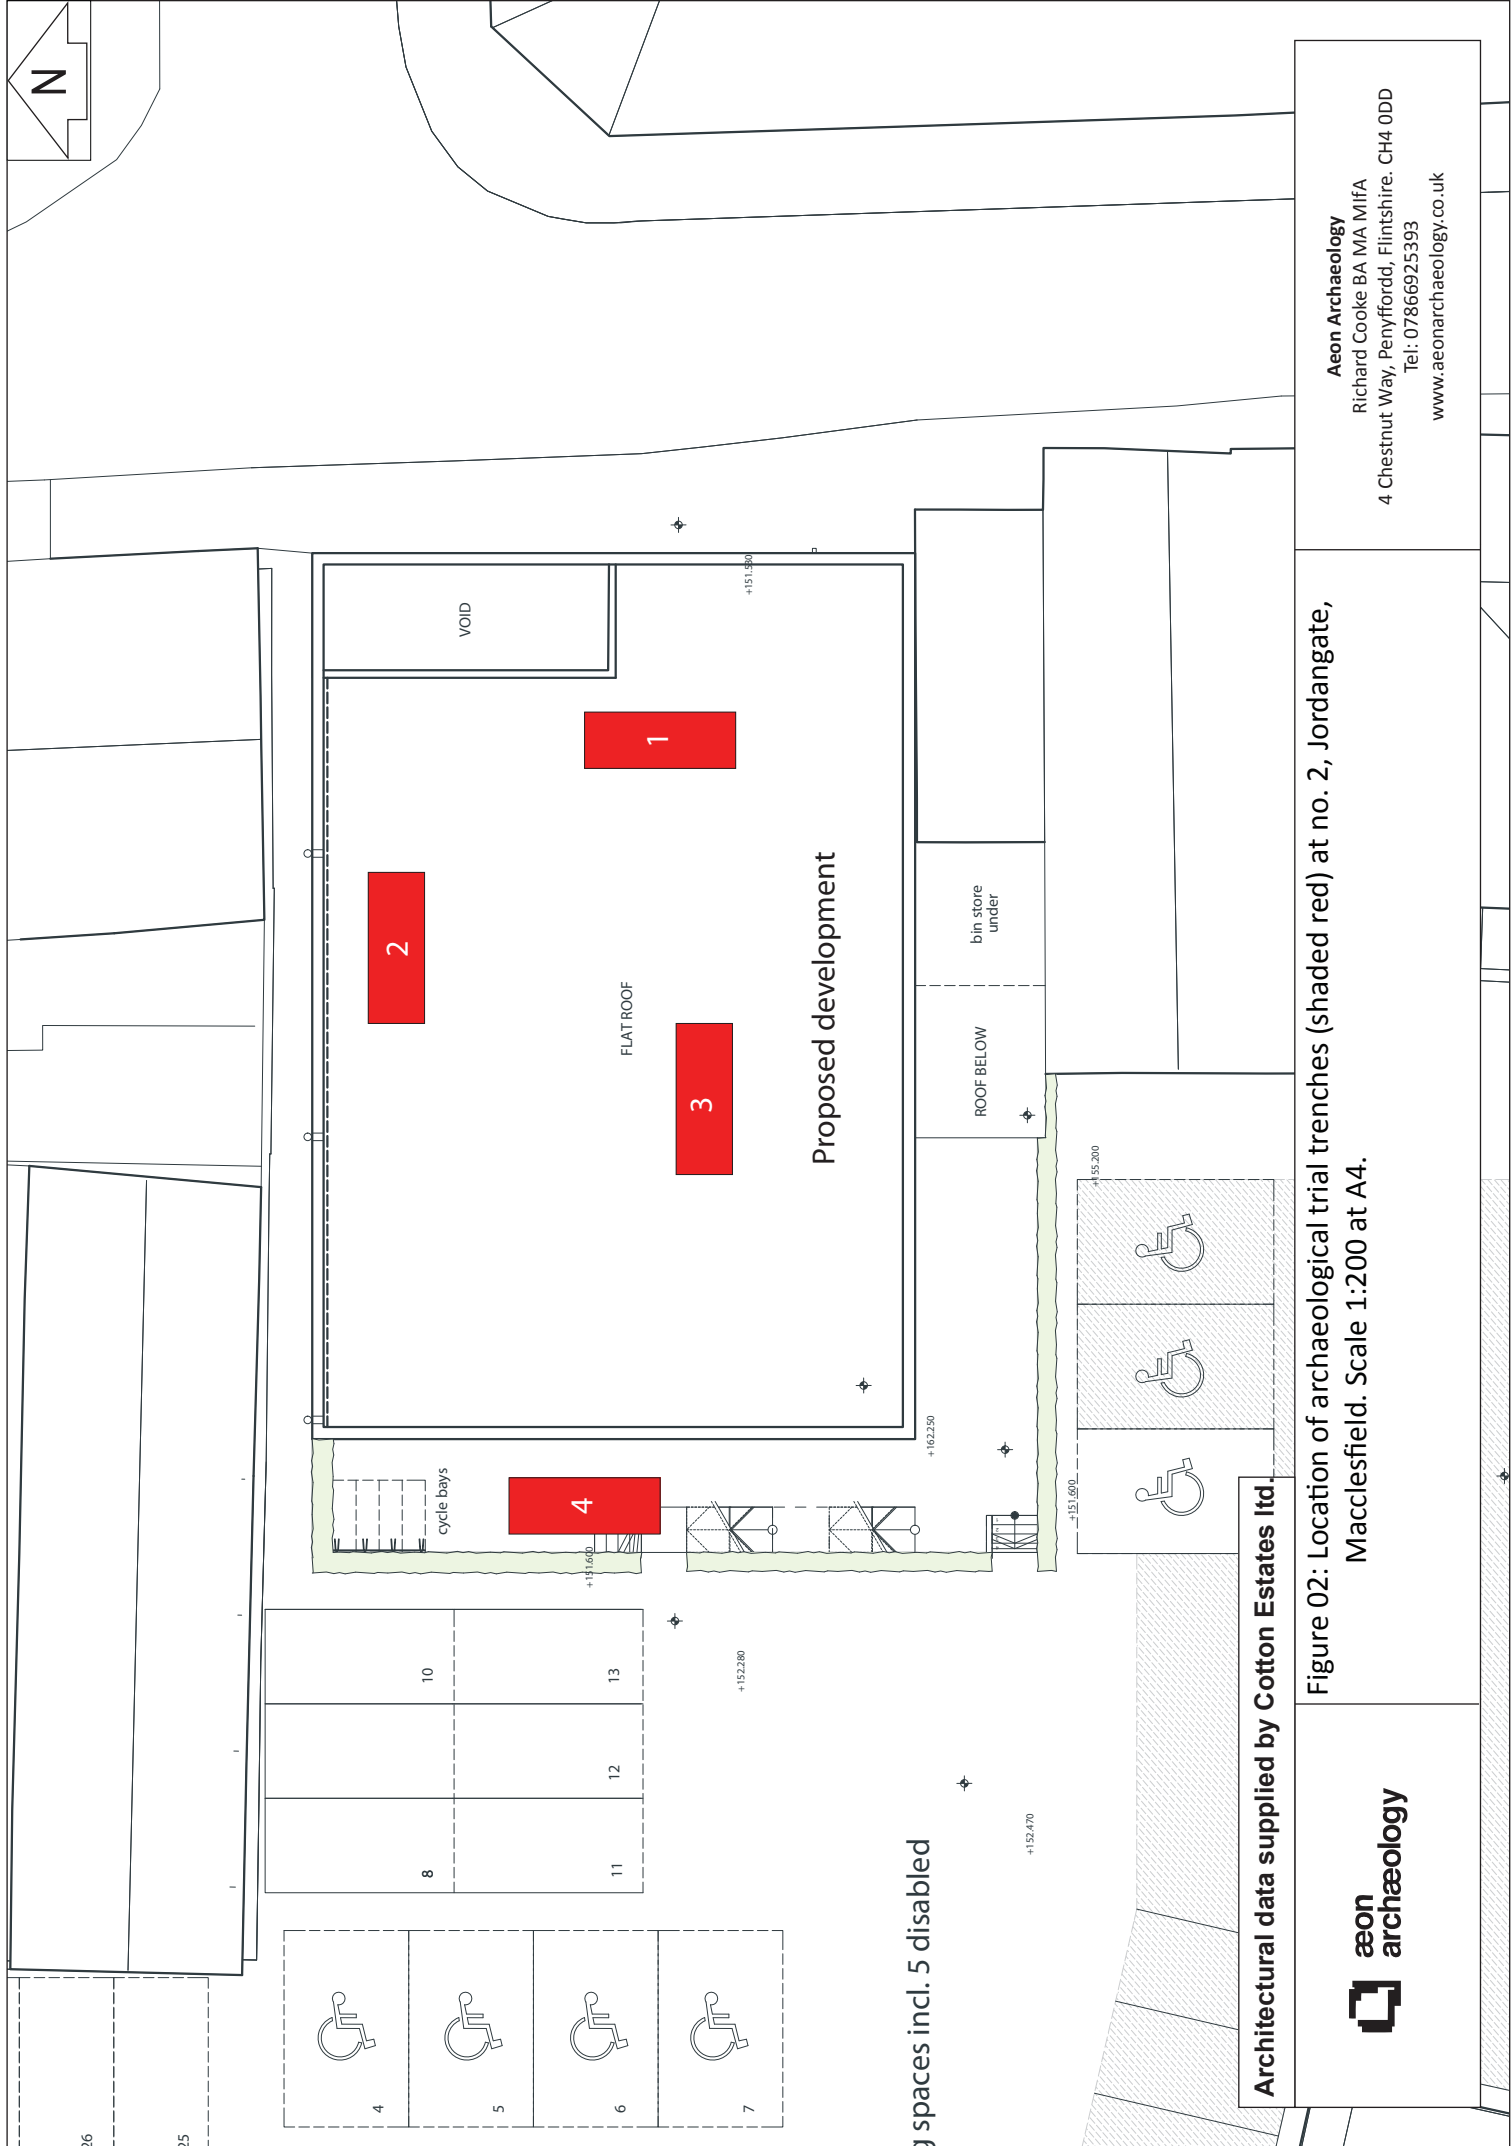 N
VOID
+151.530
1
2
FLAT ROOF
3
Proposed development
bin store
under
ROOF BELOW
cycle bays
4
+151.600
+162.250
+155.200
+151.600
10
13
12
8
11
+152.280
+152.470
4
5
6
7
26
25
spaces incl. 5 disabled
Architectural data supplied by Cotton Estates ltd.
Figure 02: Location of archaeological trial trenches (shaded red) at no. 2, Jordangate,
Macclesfield. Scale 1:200 at A4.
Aeon Archaeology
Richard Cooke BA MA MIfA
4 Chestnut Way, Penyffordd, Flintshire. CH4 0DD
Tel: 07866925393
www.aeonarchaeology.co.uk
æon
archæology